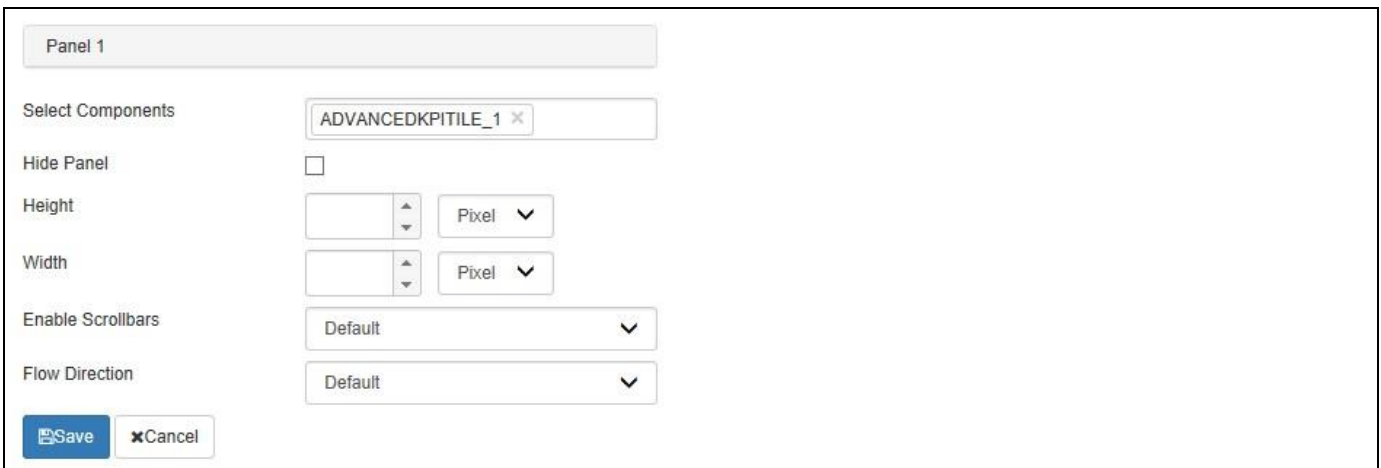 Panel 1
Select Components ADVANCEDKPITILE_1 ×
Hide Panel
Height Pixel
Width Pixel
Enable Scrollbars Default
Flow Direction Default
Save Cancel